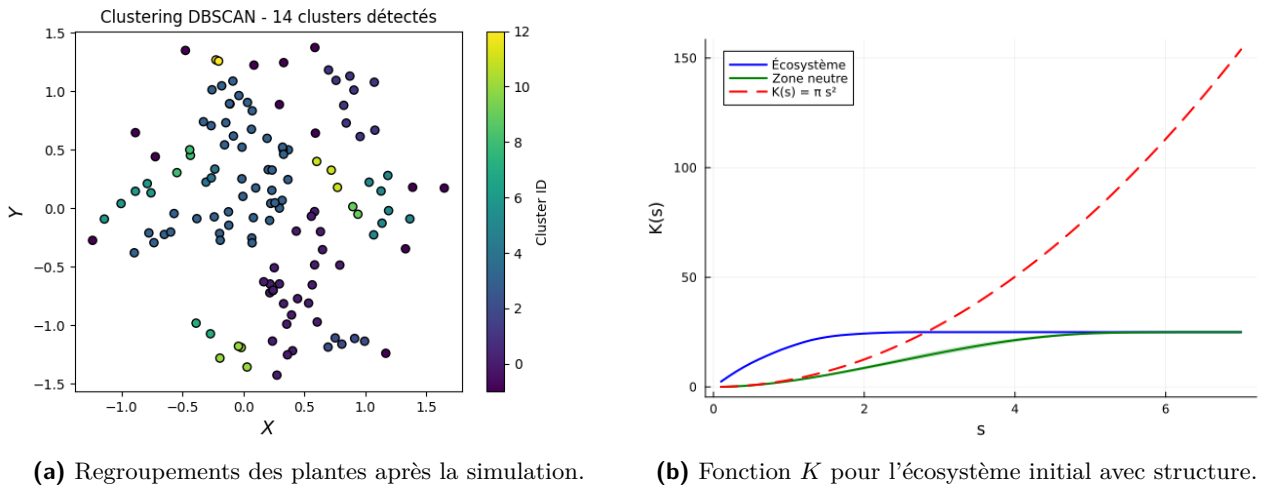 Clustering DBSCAN - 14 clusters détectés
1.5
1.0
0.5
0.0
−0.5
−1.0
−1.5
Y
−1.0
−0.5
0.0
0.5
1.0
1.5
X
12
10
8
6
4
2
0
Cluster ID
150
100
50
0
K(s)
Écosystème
Zone neutre
K(s) = π s²
0
2
4
6
s
(a) Regroupements des plantes après la simulation.
(b) Fonction K pour l'écosystème initial avec structure.